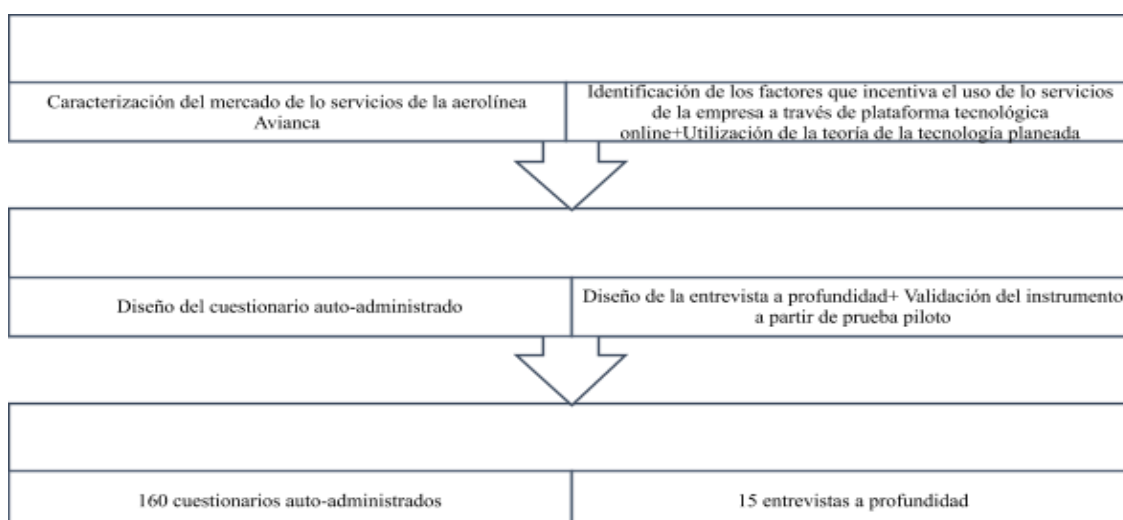 Caracterización del mercado de lo servicios de la aerolínea
Avianca
Identificación de los factores que incentiva el uso de lo servicios
de la empresa a través de plataforma tecnológica
online+Utilización de la teoría de la tecnología planeada
Diseño del cuestionario auto-administrado
Diseño de la entrevista a profundidad+ Validación del instrumento
a partir de prueba piloto
160 cuestionarios auto-administrados
15 entrevistas a profundidad